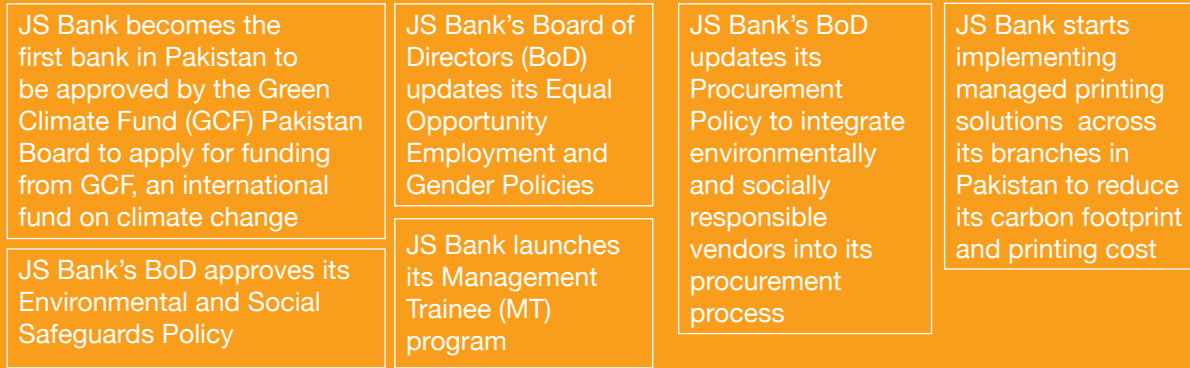 JS Bank becomes the
first bank in Pakistan to
be approved by the Green
Climate Fund (GCF) Pakistan
Board to apply for funding
from GCF, an international
fund on climate change
JS Bank’s BoD approves its
Environmental and Social
Safeguards Policy
JS Bank’s Board of
Directors (BoD)
updates its Equal
Opportunity
Employment and
Gender Policies
JS Bank launches
its Management
Trainee (MT)
program
JS Bank’s BoD
updates its
Procurement
Policy to integrate
environmentally
and socially
responsible
vendors into its
procurement
process
JS Bank starts
implementing
managed printing
solutions across
its branches in
Pakistan to reduce
its carbon footprint
and printing cost